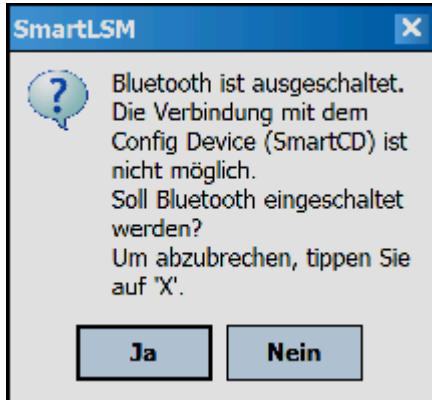 SmartLSM
Bluetooth ist ausgeschaltet.
Die Verbindung mit dem
Config Device (SmartCD) ist
nicht möglich.
Soll Bluetooth eingeschaltet
werden?
Um abzubrechen, tippen Sie
auf 'X'.
Ja Nein